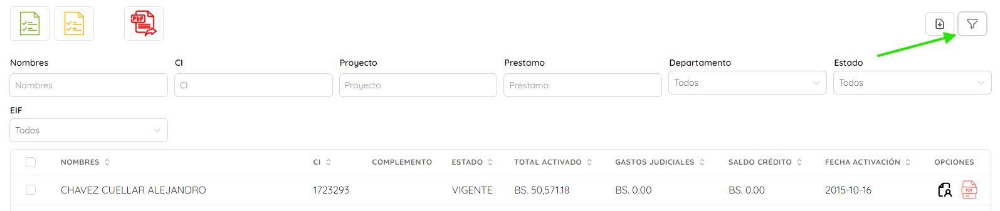 PDF
Nombres CI Proyecto Prestamo Departamento Estado
Nombres CI Proyecto Prestamo Todos Todos
EIF
Todos
NOMBRES CI COMPLEMENTO ESTADO TOTAL ACTIVADO GASTOS JUDICIALES SALDO CRÉDITO FECHA ACTIVACIÓN OPCIONES
CHAVEZ CUELLAR ALEJANDRO 1723293 VIGENTE BS. 50,571.18 BS. 0.00 BS. 0.00 2015-10-16 PDF